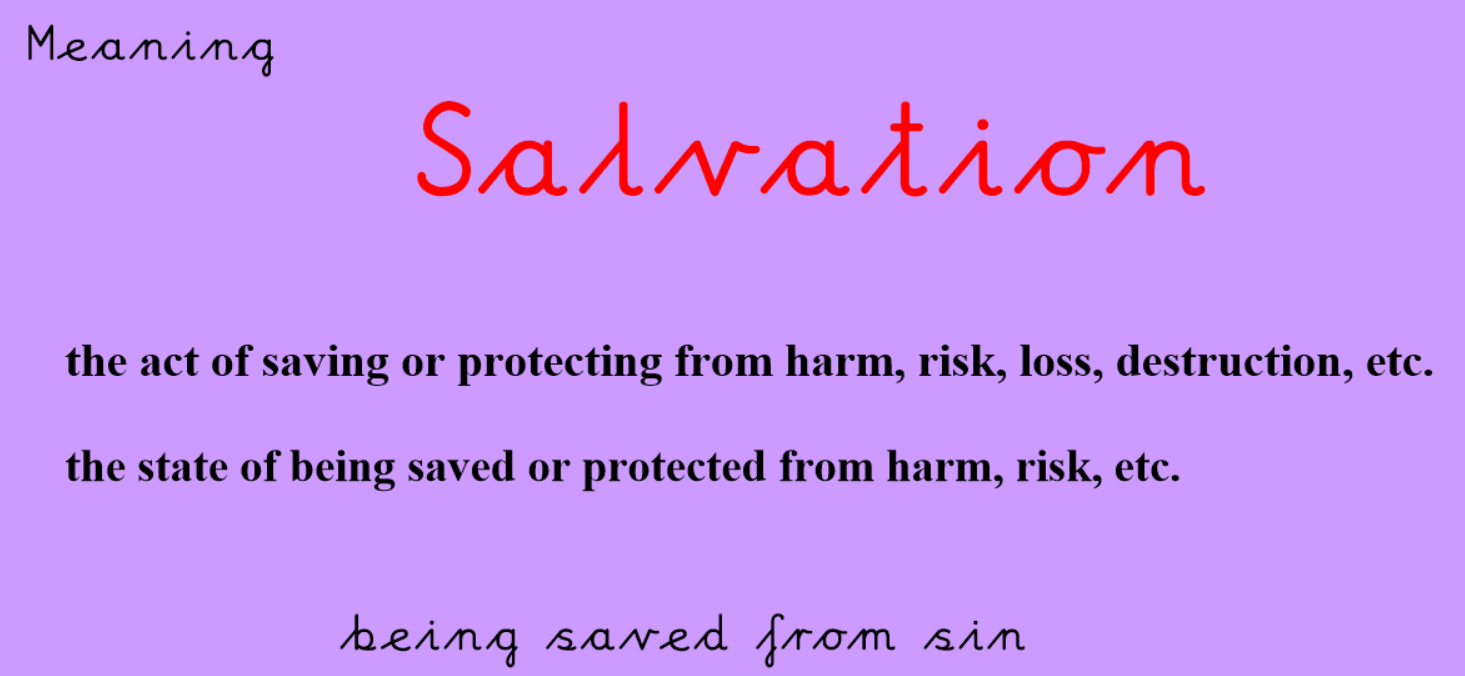 Meaning
Salvation
the act of saving or protecting from harm, risk, loss, destruction, etc.
the state of being saved or protected from harm, risk, etc.
being saved from sin